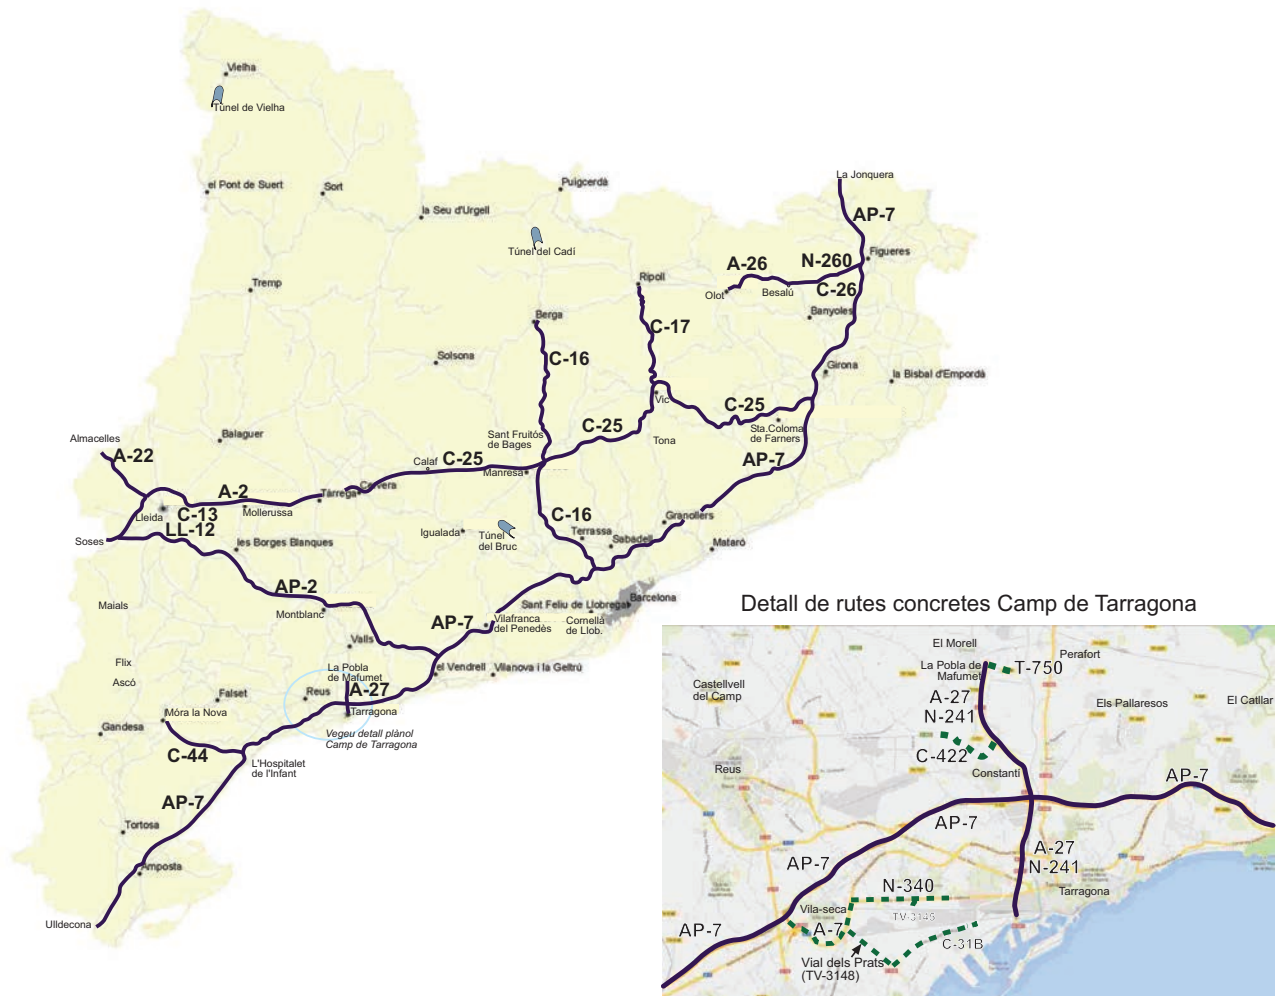 Vielha
Túnel de Vielha
el Pont de Suert
Sort
la Seu d'Urgell
Puigcerdà
Túnel del Cadí
La Jonquera
AP-7
Figueres
N-260
A-26
C-26
Olot
Besalú
Banyoles
Ripoll
Tremp
Berga
C-17
C-16
Solsona
Girona
la Bisbal d'Empordà
Vic
C-25
Sta.Coloma
de Farners
C-25
Tona
Sant Fruitós
de Bages
AP-7
Almacelles
A-22
Balaguer
Calaf
C-25
Manresa
Cervera
Tàrrega
A-2
Mollerussa
Lleida
C-13
LL-12
Soses
les Borges Blanques
Igualada
Túnel
del Bruc
C-16
Terrassa
Sabadell
Granollers
Mataró
AP-2
Montblanc
Maials
Sant Feliu de Llobregat
Barcelona
Cornellà
de Llob.
Vilafranca
del Penedès
AP-7
Valls
el Vendrell
Vilanova i la Geltrú
La Pobla
de Mafumet
A-27
Reus
Tarragona
Vegeu detall plànol
Camp de Tarragona
Flix
Ascó
Falset
Móra la Nova
Gandesa
C-44
L'Hospitalet
de l'Infant
AP-7
Tortosa
Amposta
Ulldecona
Detall de rutes concretes Camp de Tarragona
El Morell
La Pobla de
Mafumet
Perafort
T-750
Castellvell
del Camp
A-27
N-241
Els Pallaresos
El Catllar
C-422
Constantí
Reus
AP-7
AP-7
AP-7
A-27
N-241
Tarragona
N-340
Vila-seca
TV-3146
A-7
C-31B
AP-7
Vial dels Prats
(TV-3148)